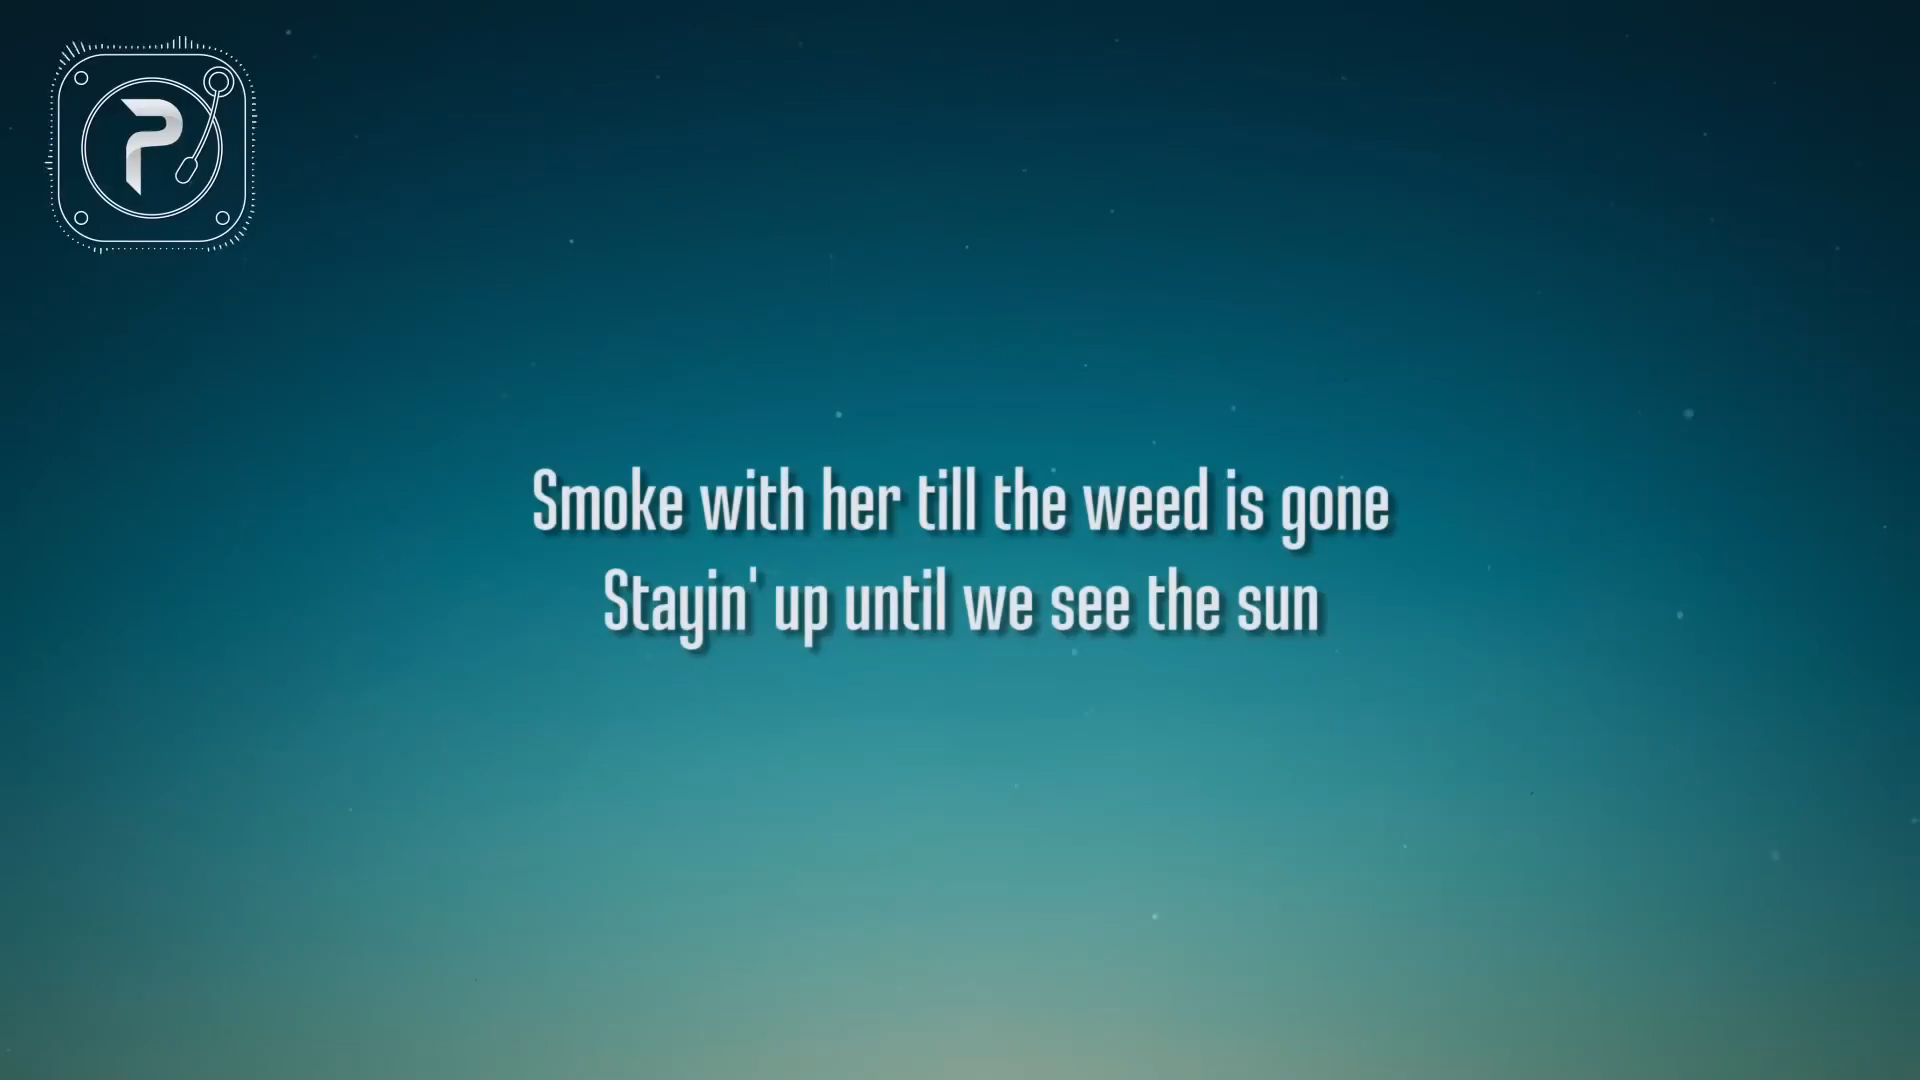 P
Smoke with her till the weed is gone
Stayin' up until we see the sun